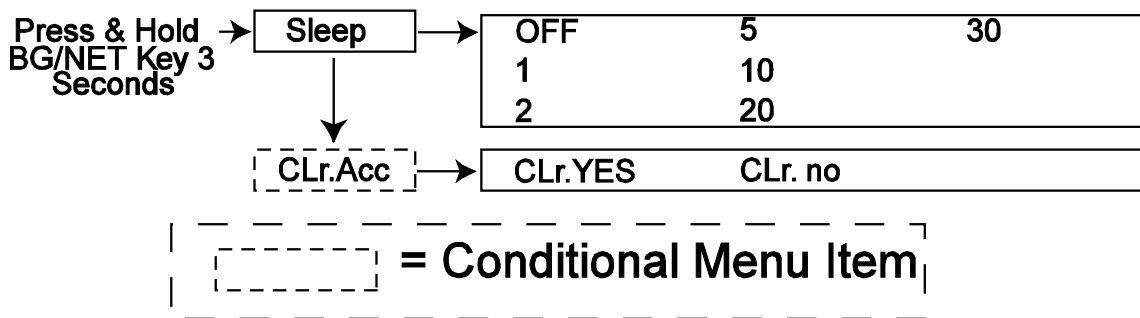 Press & Hold
BG/NET Key 3
Seconds
Sleep
OFF 5 30
1 10
2 20
CLr.Acc
CLr.YES CLr. no
= Conditional Menu Item